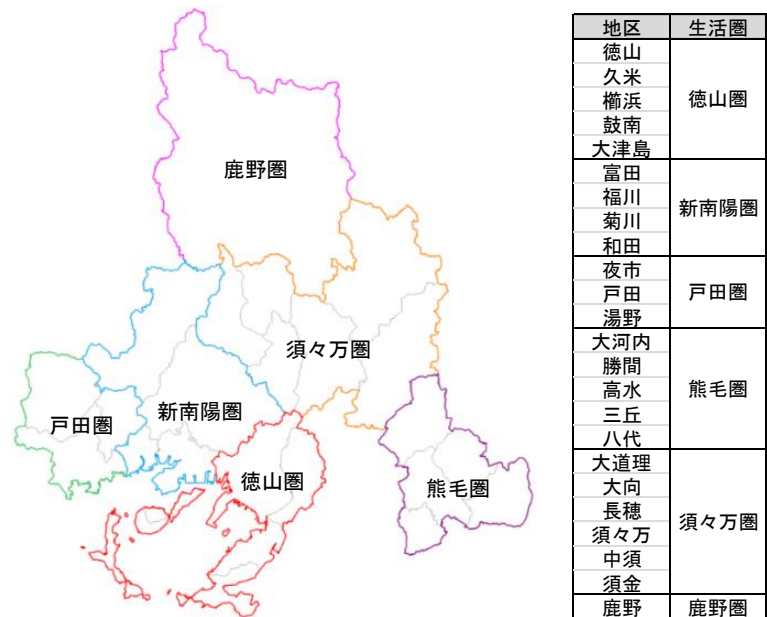 鹿野圏
須々万圏
新南陽圏
戸田圏
徳山圏
熊毛圏
地区 生活圏
徳山 徳山圏
久米
櫛浜
鼓南
大津島
富田 新南陽圏
福川
菊川
和田
夜市 戸田圏
戸田
湯野
大河内 熊毛圏
勝間
高水
三丘
八代
大道理 須々万圏
大向
長穂
須々万
中須
須金
鹿野 鹿野圏